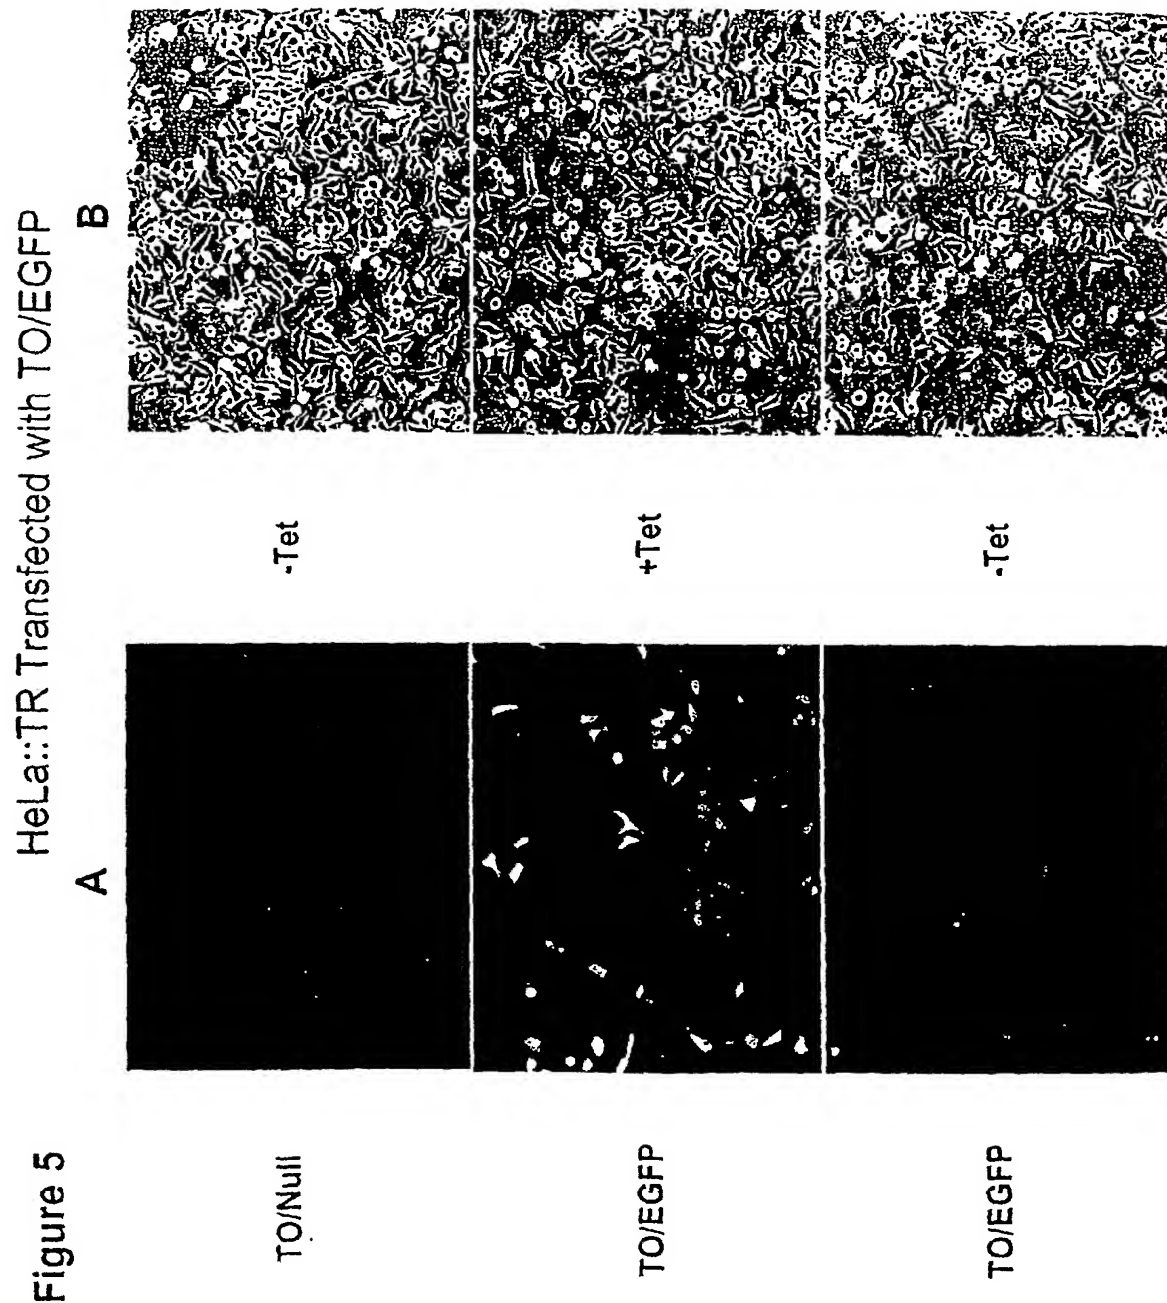 Figure 5
HeLa::TR Transfected with TO/EGFP
A
B
TO/Null
-Tet
TO/EGFP
+Tet
TO/EGFP
-Tet